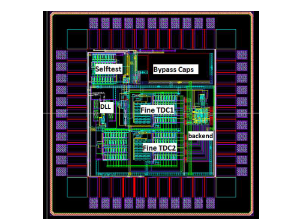 Selftest
Bypass Caps
DLL
Fine TDC1
backend
Fine TDC2